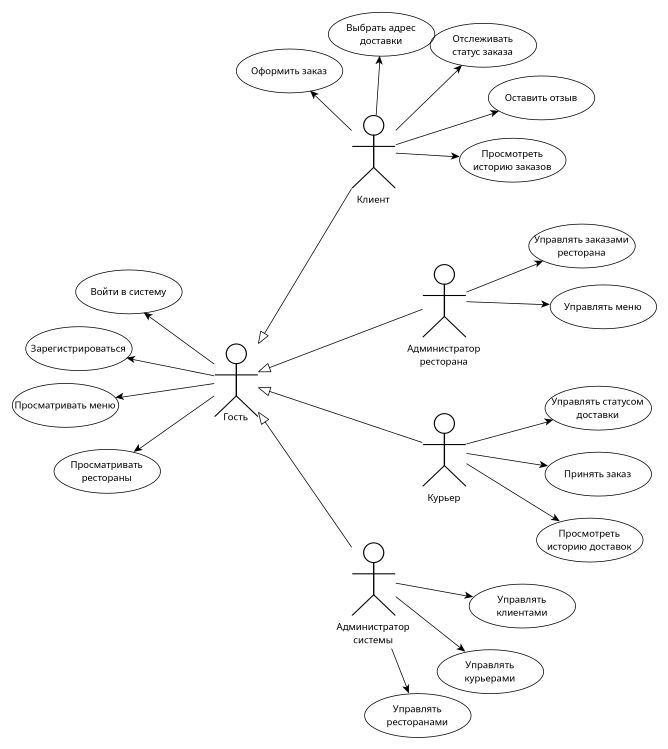 Выбрать адрес
доставки
Отслеживать
статус заказа
Оформить заказ
Оставить отзыв
Просмотреть
историю заказов
Клиент
Управлять заказами
ресторана
Войти в систему
Управлять меню
Администратор
ресторана
Зарегистрироваться
Просматривать меню
Гость
Управлять статусом
доставки
Просматривать
рестораны
Принять заказ
Курьер
Просмотреть
историю доставок
Управлять
клиентами
Администратор
системы
Управлять
курьерами
Управлять
ресторанами